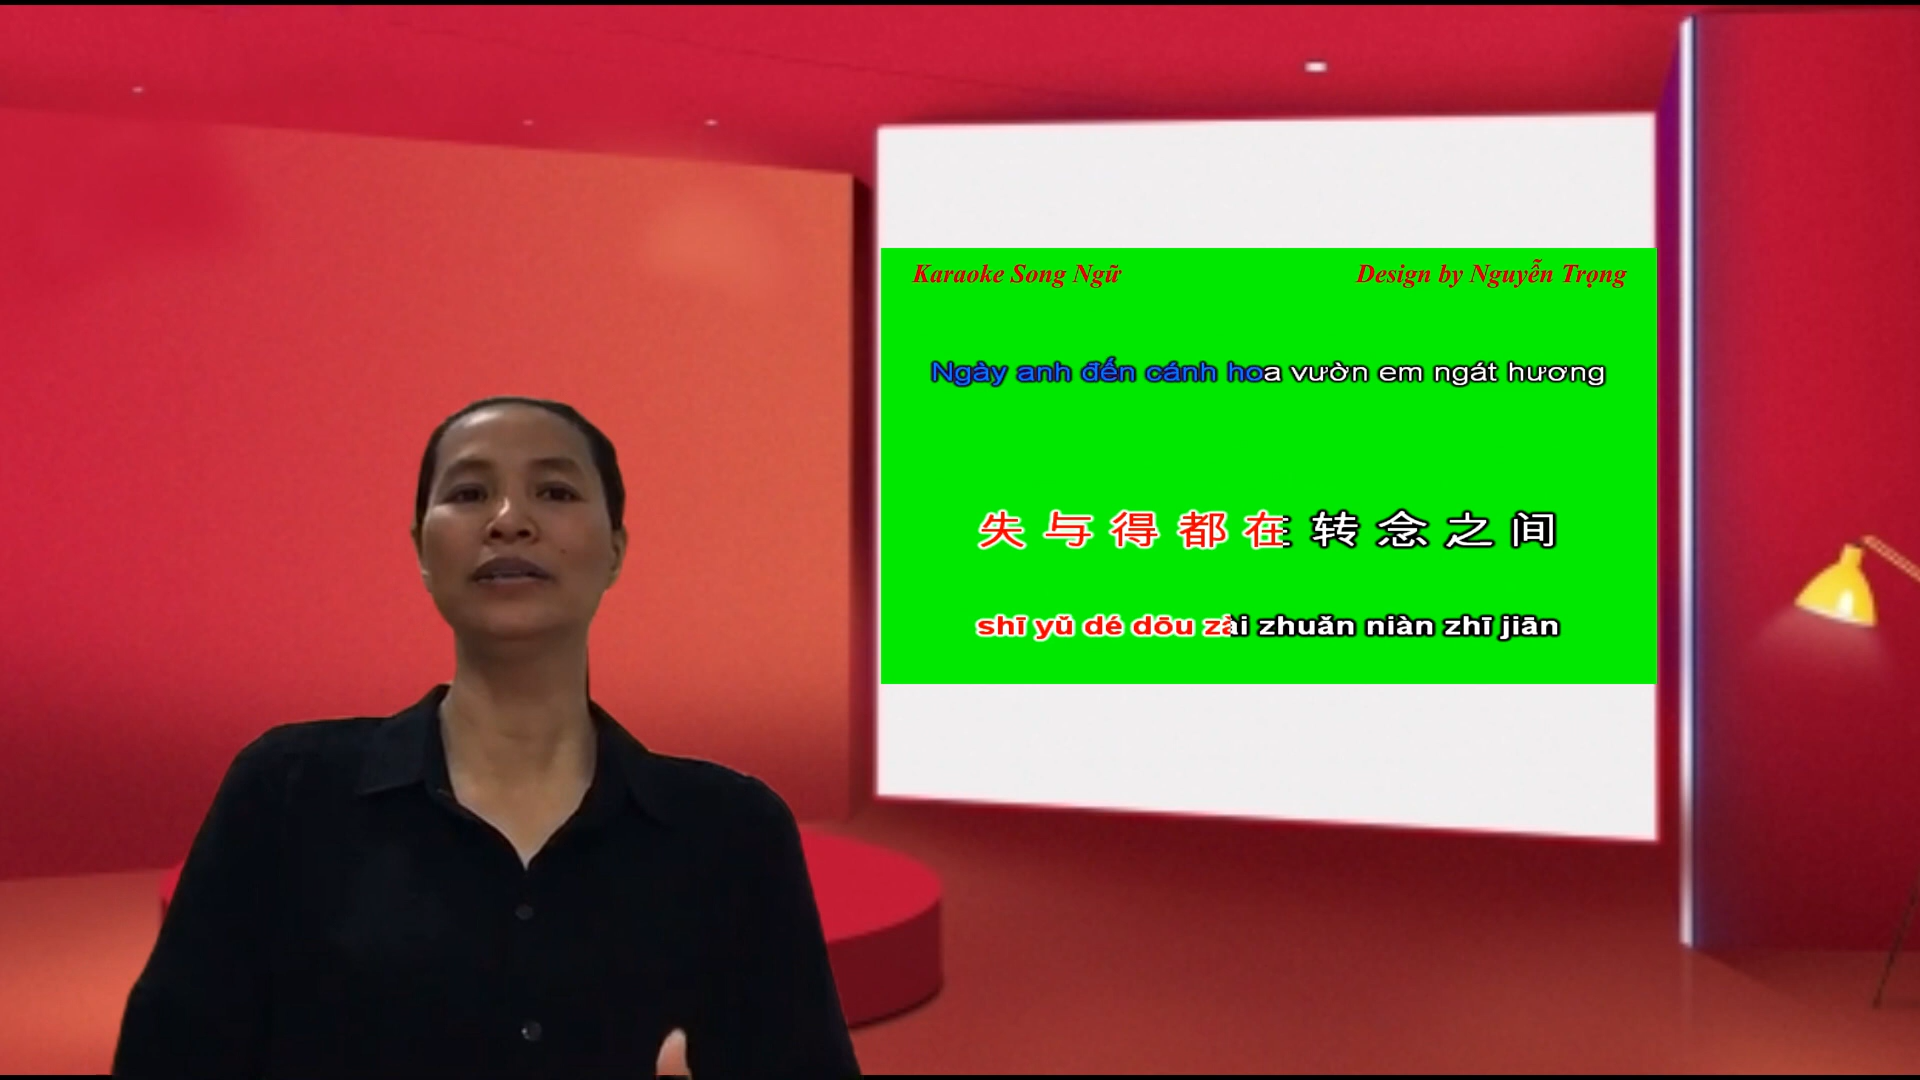 Karaoke Song Ngữ
Design by Nguyễn Trọng
Ngày anh đến cánh hoa vườn em ngát hương
失与得都在转念之间
shī yǔ dé dōu zài zhuǎn niàn zhī jiān